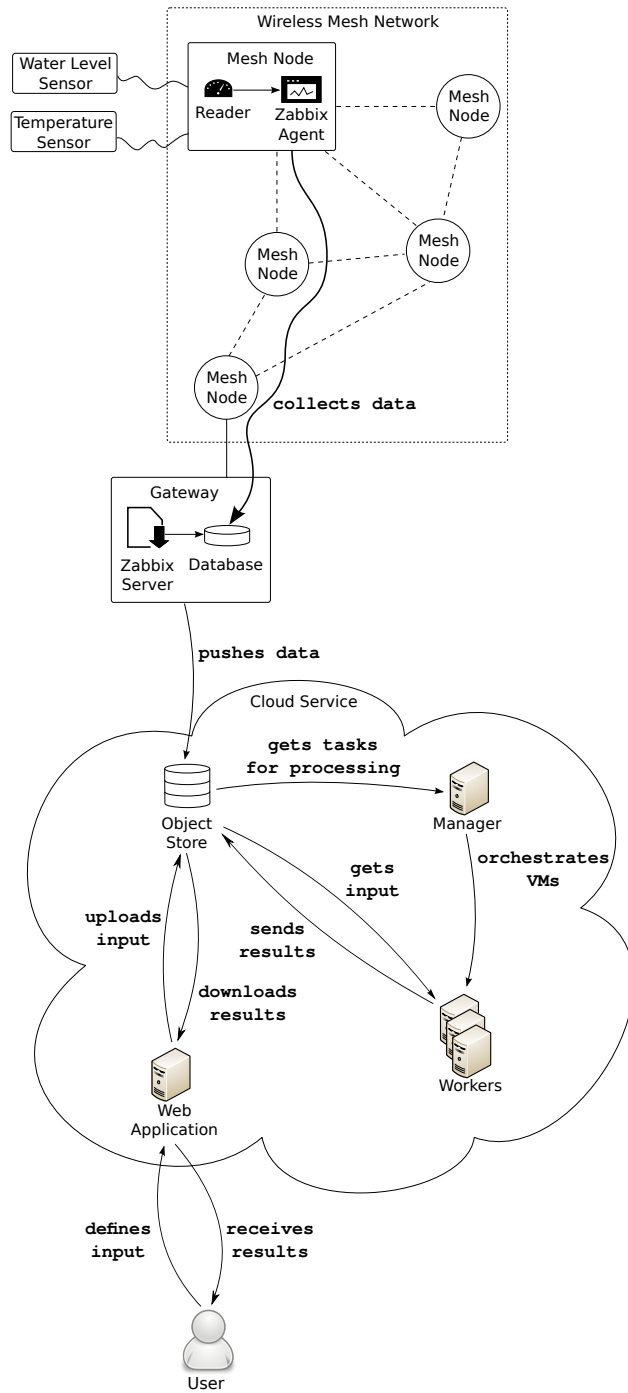 Wireless Mesh Network
Mesh Node
Water Level
Sensor
Reader
Zabbix
Agent
Temperature
Sensor
Mesh
Node
Mesh
Node
Mesh
Node
Mesh
Node
collects data
Gateway
Zabbix
Server
Database
pushes data
Cloud Service
gets tasks
for processing
Object
Store
Manager
orchestrates
VMs
gets
input
uploads
input
sends
results
downloads
results
Workers
Web
Application
defines
input
receives
results
User